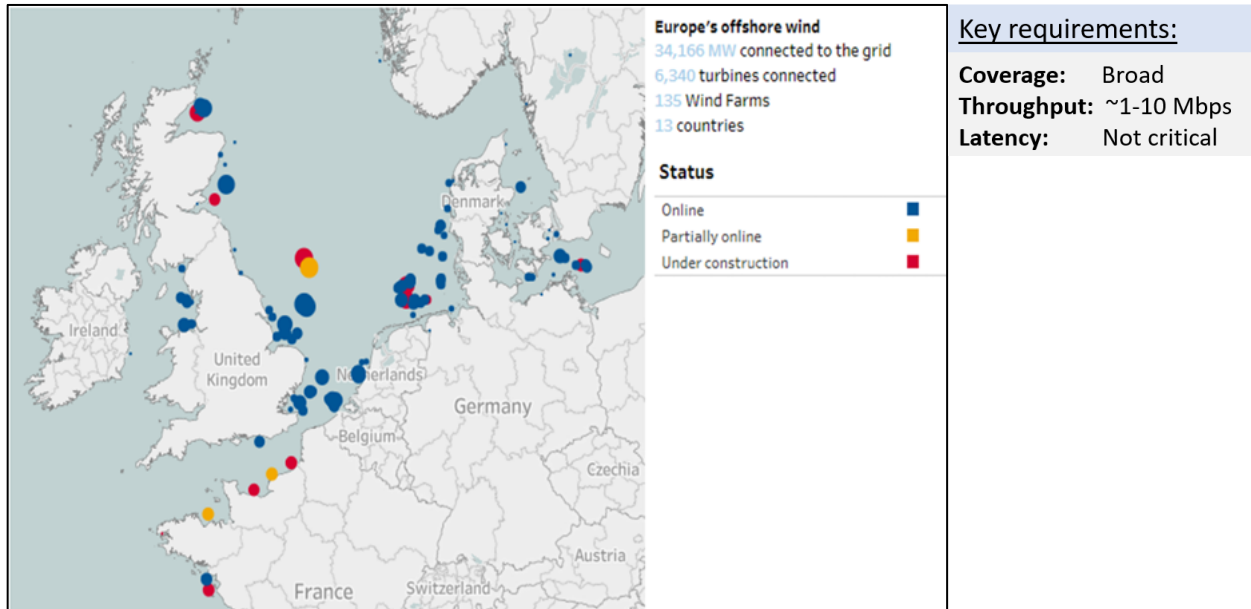 Europe's offshore wind
34,166 MW connected to the grid
6,340 turbines connected
135 Wind Farms
13 countries
Status
Online
Partially online
Under construction
Key requirements:
Coverage: Broad
Throughput: ~1-10 Mbps
Latency: Not critical
Denmark
Ireland
United
Kingdom
Netherlands
Germany
Belgium
Czechia
Austria
France
Switzerland